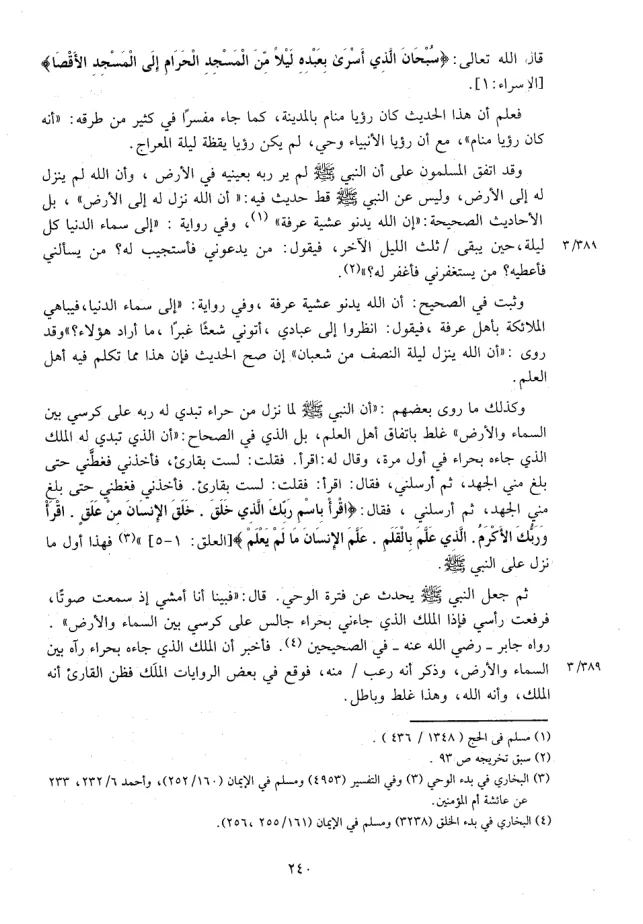 قال الله تعالى: ﴿سُبْحَانَ الَّذِي أَسْرَىٰ بِعَبْدِهِ لَيْلاً مِّنَ الْمَسْجِدِ الْحَرَامِ إِلَى الْمَسْجِدِ الأَقْصَا﴾
[الإسراء: ١].
فعلم أن هذا الحديث كان رؤيا منام بالمدينة، كما جاء مفسرًا في كثير من طرقه: «أنه
كان رؤيا منام»، مع أن رؤيا الأنبياء وحي، لم يكن رؤيا يقظة ليلة المعراج.
وقد اتفق المسلمون على أن النبي ﷺ لم ير ربه بعينيه في الأرض ، وأن الله لم ينزل
له إلى الأرض، وليس عن النبي ﷺ قط حديث فيه: « أن الله نزل له إلى الأرض» ، بل
الأحاديث الصحيحة: «إن الله يدنو عشية عرفة» (١)، وفي رواية : «إلى سماء الدنيا كل
ليلة، حين يبقى / ثلث الليل الآخر، فيقول: من يدعوني فأستجيب له؟ من يسألني
٣/٣٨٩
فأعطيه؟ من يستغفرني فأغفر له؟»(٢).
وثبت في الصحيح: أن الله يدنو عشية عرفة ، وفي رواية: «إلى سماء الدنيا، فيباهي
الملائكة بأهل عرفة ، فيقول: انظروا إلى عبادي ، أتوني شعثًا غبرًا ، ما أراد هؤلاء؟» وقد
روى : «أن الله ينزل ليلة النصف من شعبان» إن صح الحديث فإن هذا مما تكلم فيه أهل
العلم.
وكذلك ما روى بعضهم : «أن النبي ﷺ لما نزل من حراء تبدي له ربه على كرسي بين
السماء والأرض» غلط باتفاق أهل العلم، بل الذي في الصحاح: «أن الذي تبدي له الملك
الذي جاءه بحراء في أول مرة، وقال له: اقرأ. فقلت: لست بقارئ، فأخذني فغطَّني حتى
بلغ مني الجهد، ثم أرسلني، فقال: اقرأ: فقلت: لست بقارئ. فأخذني فغطني حتى بلغ
مني الجهد، ثم أرسلني ، فقال: ﴿اقْرَأْ بِاسْمِ رَبِّكَ الَّذِي خَلَقَ . خَلَقَ الإِنسَانَ مِنْ عَلَقٍ . اقْرَأْ
وَرَبُّكَ الأَكْرَمُ. الَّذِي عَلَّمَ بِالْقَلَمِ . عَلَّمَ الإِنسَانَ مَا لَمْ يَعْلَمْ ﴾[العلق: ١-٥] »(٣) فهذا أول ما
نزل على النبي ﷺ.
ثم جعل النبي ﷺ يحدث عن فترة الوحي. قال: «فبينا أنا أمشي إذ سمعت صوتًا،
فرفعت رأسي فإذا الملك الذي جاءني بحراء جالس على كرسي بين السماء والأرض» .
رواه جابر ـ رضي الله عنه ـ في الصحيحين (٤). فأخبر أن الملك الذي جاءه بحراء رآه بين
السماء والأرض، وذكر أنه رعب / منه، فوقع في بعض الروايات الملَك فظن القارئ أنه
٣/٣٨٩
الملك، وأنه الله، وهذا غلط وباطل.
(١) مسلم فى الحج ( ١٣٤٨ / ٤٣٦ ) .
(٢) سبق تخريجه ص ٩٣ .
(٣) البخاري في بدء الوحي (٣) وفي التفسير (٤٩٥٣) ومسلم في الإيمان (٢٥٢/١٦٠)، وأحمد ٦/ ٢٣٢، ٢٣٣
عن عائشة أم المؤمنين.
(٤) البخاري في بدء الخلق (٣٢٣٨) ومسلم في الإيمان (١٦١/ ٢٥٥ ،٢٥٦).
٢٤٠